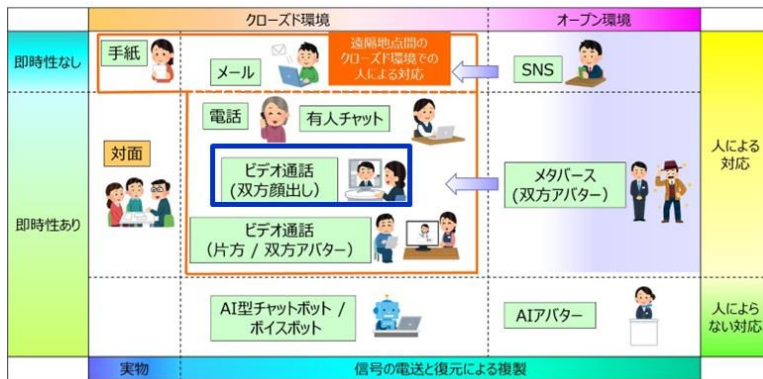 クローズド環境
オープン環境
即時性なし
手紙
メール
遠隔地点間の
クローズド環境での
人による対応
SNS
電話
有人チャット
対面
ビデオ通話
(双方顔出し)
メタバース
(双方アバター)
人による
対応
即時性あり
ビデオ通話
(片方 / 双方アバター)
AI型チャットボット /
ボイスボット
AIアバター
人によら
ない対応
実物
信号の電送と復元による複製